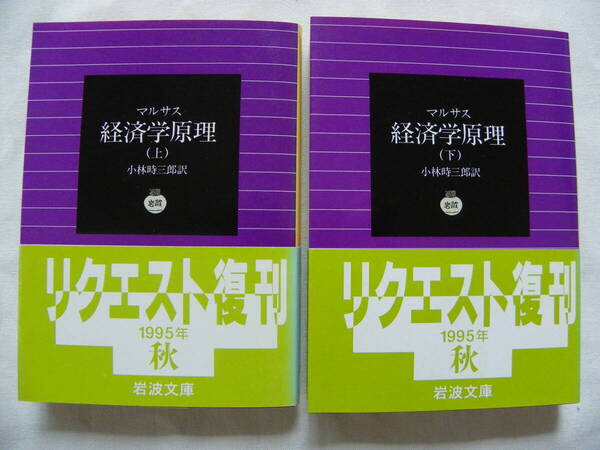 マルサス
経済学原理
(上)
小林時三郎訳
岩波
リクエスト復刊
1995年
秋
岩波文庫
マルサス
経済学原理
(下)
小林時三郎訳
岩波
リクエスト復刊
1995年
秋
岩波文庫